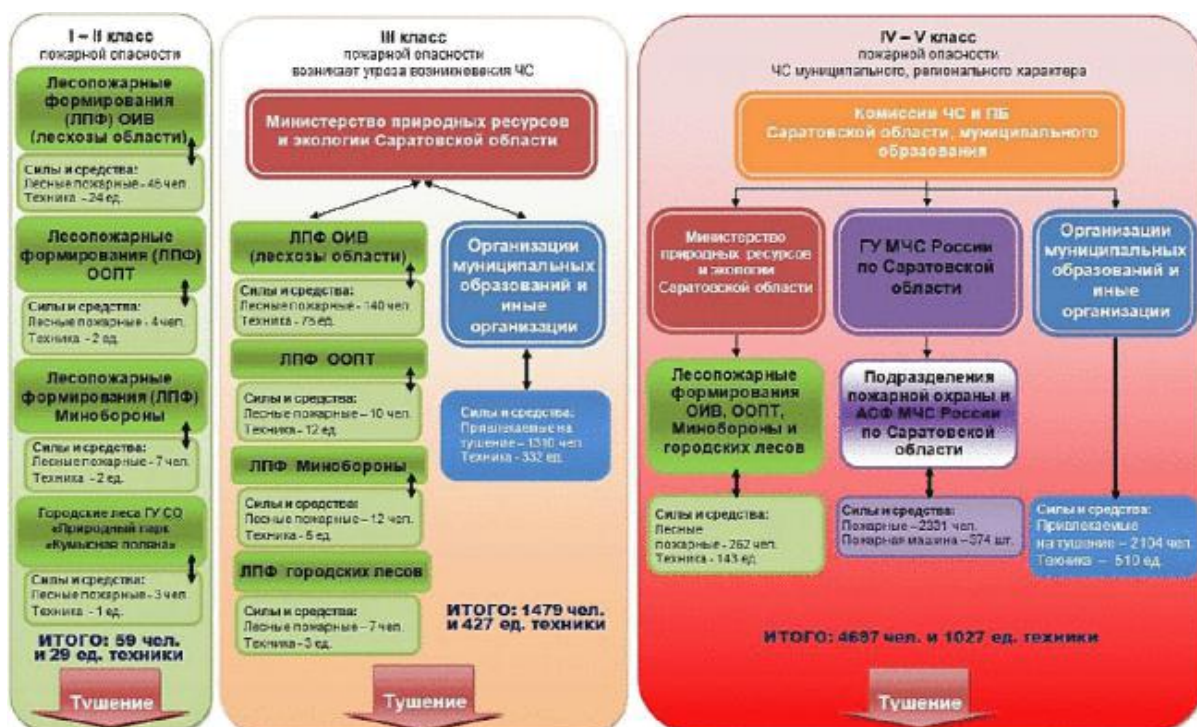 I – II класс
пожарной опасности
Лесопожарные
формирования
(ЛПФ) ОИВ
(лесхозы области)
Силы и средства:
Лесные пожарные - 45 чел.
Техника - 24 ед.
Лесопожарные
формирования (ЛПФ)
ООПТ
Силы и средства:
Лесные пожарные - 4 чел.
Техника - 2 ед.
Лесопожарные
формирования (ЛПФ)
Минобороны
Силы и средства:
Лесные пожарные - 7 чел.
Техника - 2 ед.
Городские леса ГУ СО
«Природный парк
«Кумысная поляна»
Силы и средства:
Лесные пожарные - 3 чел.
Техника - 1 ед.
ИТОГО: 59 чел.
и 29 ед. техники
Тушение
III класс
пожарной опасности
возникает угроза возникновения ЧС
Министерство природных ресурсов
и экологии Саратовской области
ЛПФ ОИВ
(лесхозы области)
Силы и средства:
Лесные пожарные - 140 чел.
Техника - 75 ед.
ЛПФ ООПТ
Силы и средства:
Лесные пожарные – 10 чел.
Техника - 12 ед.
ЛПФ Минобороны
Силы и средства:
Лесные пожарные – 12 чел.
Техника - 5 ед.
ЛПФ городских лесов
Силы и средства:
Лесные пожарные – 7 чел.
Техника - 3 ед.
Организации
муниципальных
образований и
иные
организации
Силы и средства:
Привлекаемые на
тушение – 1310 чел.
Техника - 332 ед.
ИТОГО: 1479 чел.
и 427 ед. техники
Тушение
IV – V класс
пожарной опасности
ЧС муниципального, регионального характера
Комиссии ЧС и ПБ
Саратовской области, муниципального
образования
Министерство
природных ресурсов
и экологии
Саратовской области
Лесопожарные
формирования
ОИВ, ООПТ,
Минобороны и
городских лесов
Силы и средства:
Лесные
пожарные - 262 чел.
Техника - 143 ед.
ГУ МЧС России
по Саратовской
области
Подразделения
пожарной охраны и
АСФ МЧС России
по Саратовской
области
Силы и средства:
Пожарные – 2331 чел.
Пожарная машина – 374 шт.
Организации
муниципальных
образований и
иные
организации
Силы и средства:
Привлекаемые
на тушение – 2104 чел.
Техника – 510 ед.
ИТОГО: 4697 чел. и 1027 ед. техники
Тушение